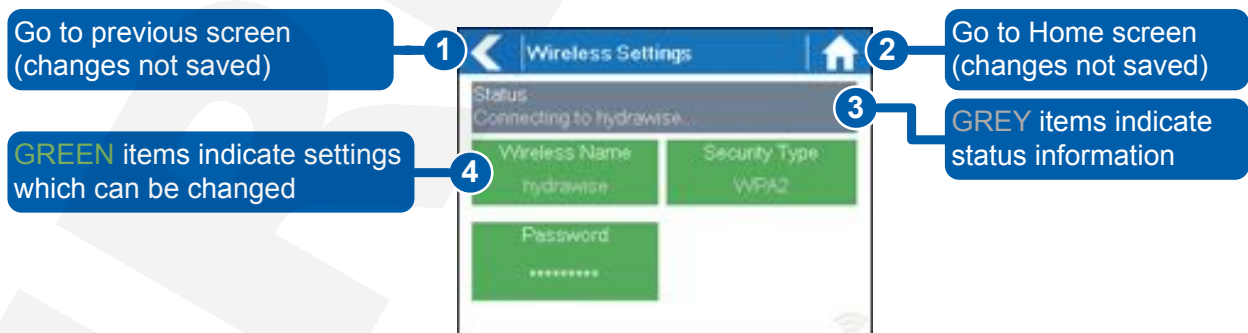 Go to previous screen
(changes not saved)
1
Wireless Settings
2
Go to Home screen
(changes not saved)
Status
Connecting to hydrawise...
3
GREY items indicate
status information
GREEN items indicate settings
which can be changed
4
Wireless Name
hydrawise
Security Type
WPA2
Password
*********